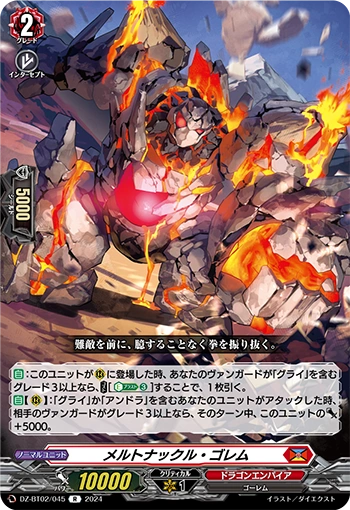 2
グレード
インターセプト
5000
シールド
難敵を前に、臆することなく拳を振り抜く。
自:このユニットがRに登場した時、あなたのヴァンガードが「グライ」を含むグレード3以上なら、[プラスト3]することで、1枚引く。
自【R】:「グライ」か「アンドラ」を含むあなたのユニットがアタックした時、
相手のヴァンガードがグレード3以上なら、そのターン中、このユニットの
+5000。
ノーマルユニット
メルトナックル・ゴーレム
パワー
10000
クリティカル
1
ドラゴンエンパイア
ゴーレム
DZ-BT02/045 R 2024
イラスト/ダイエクスト